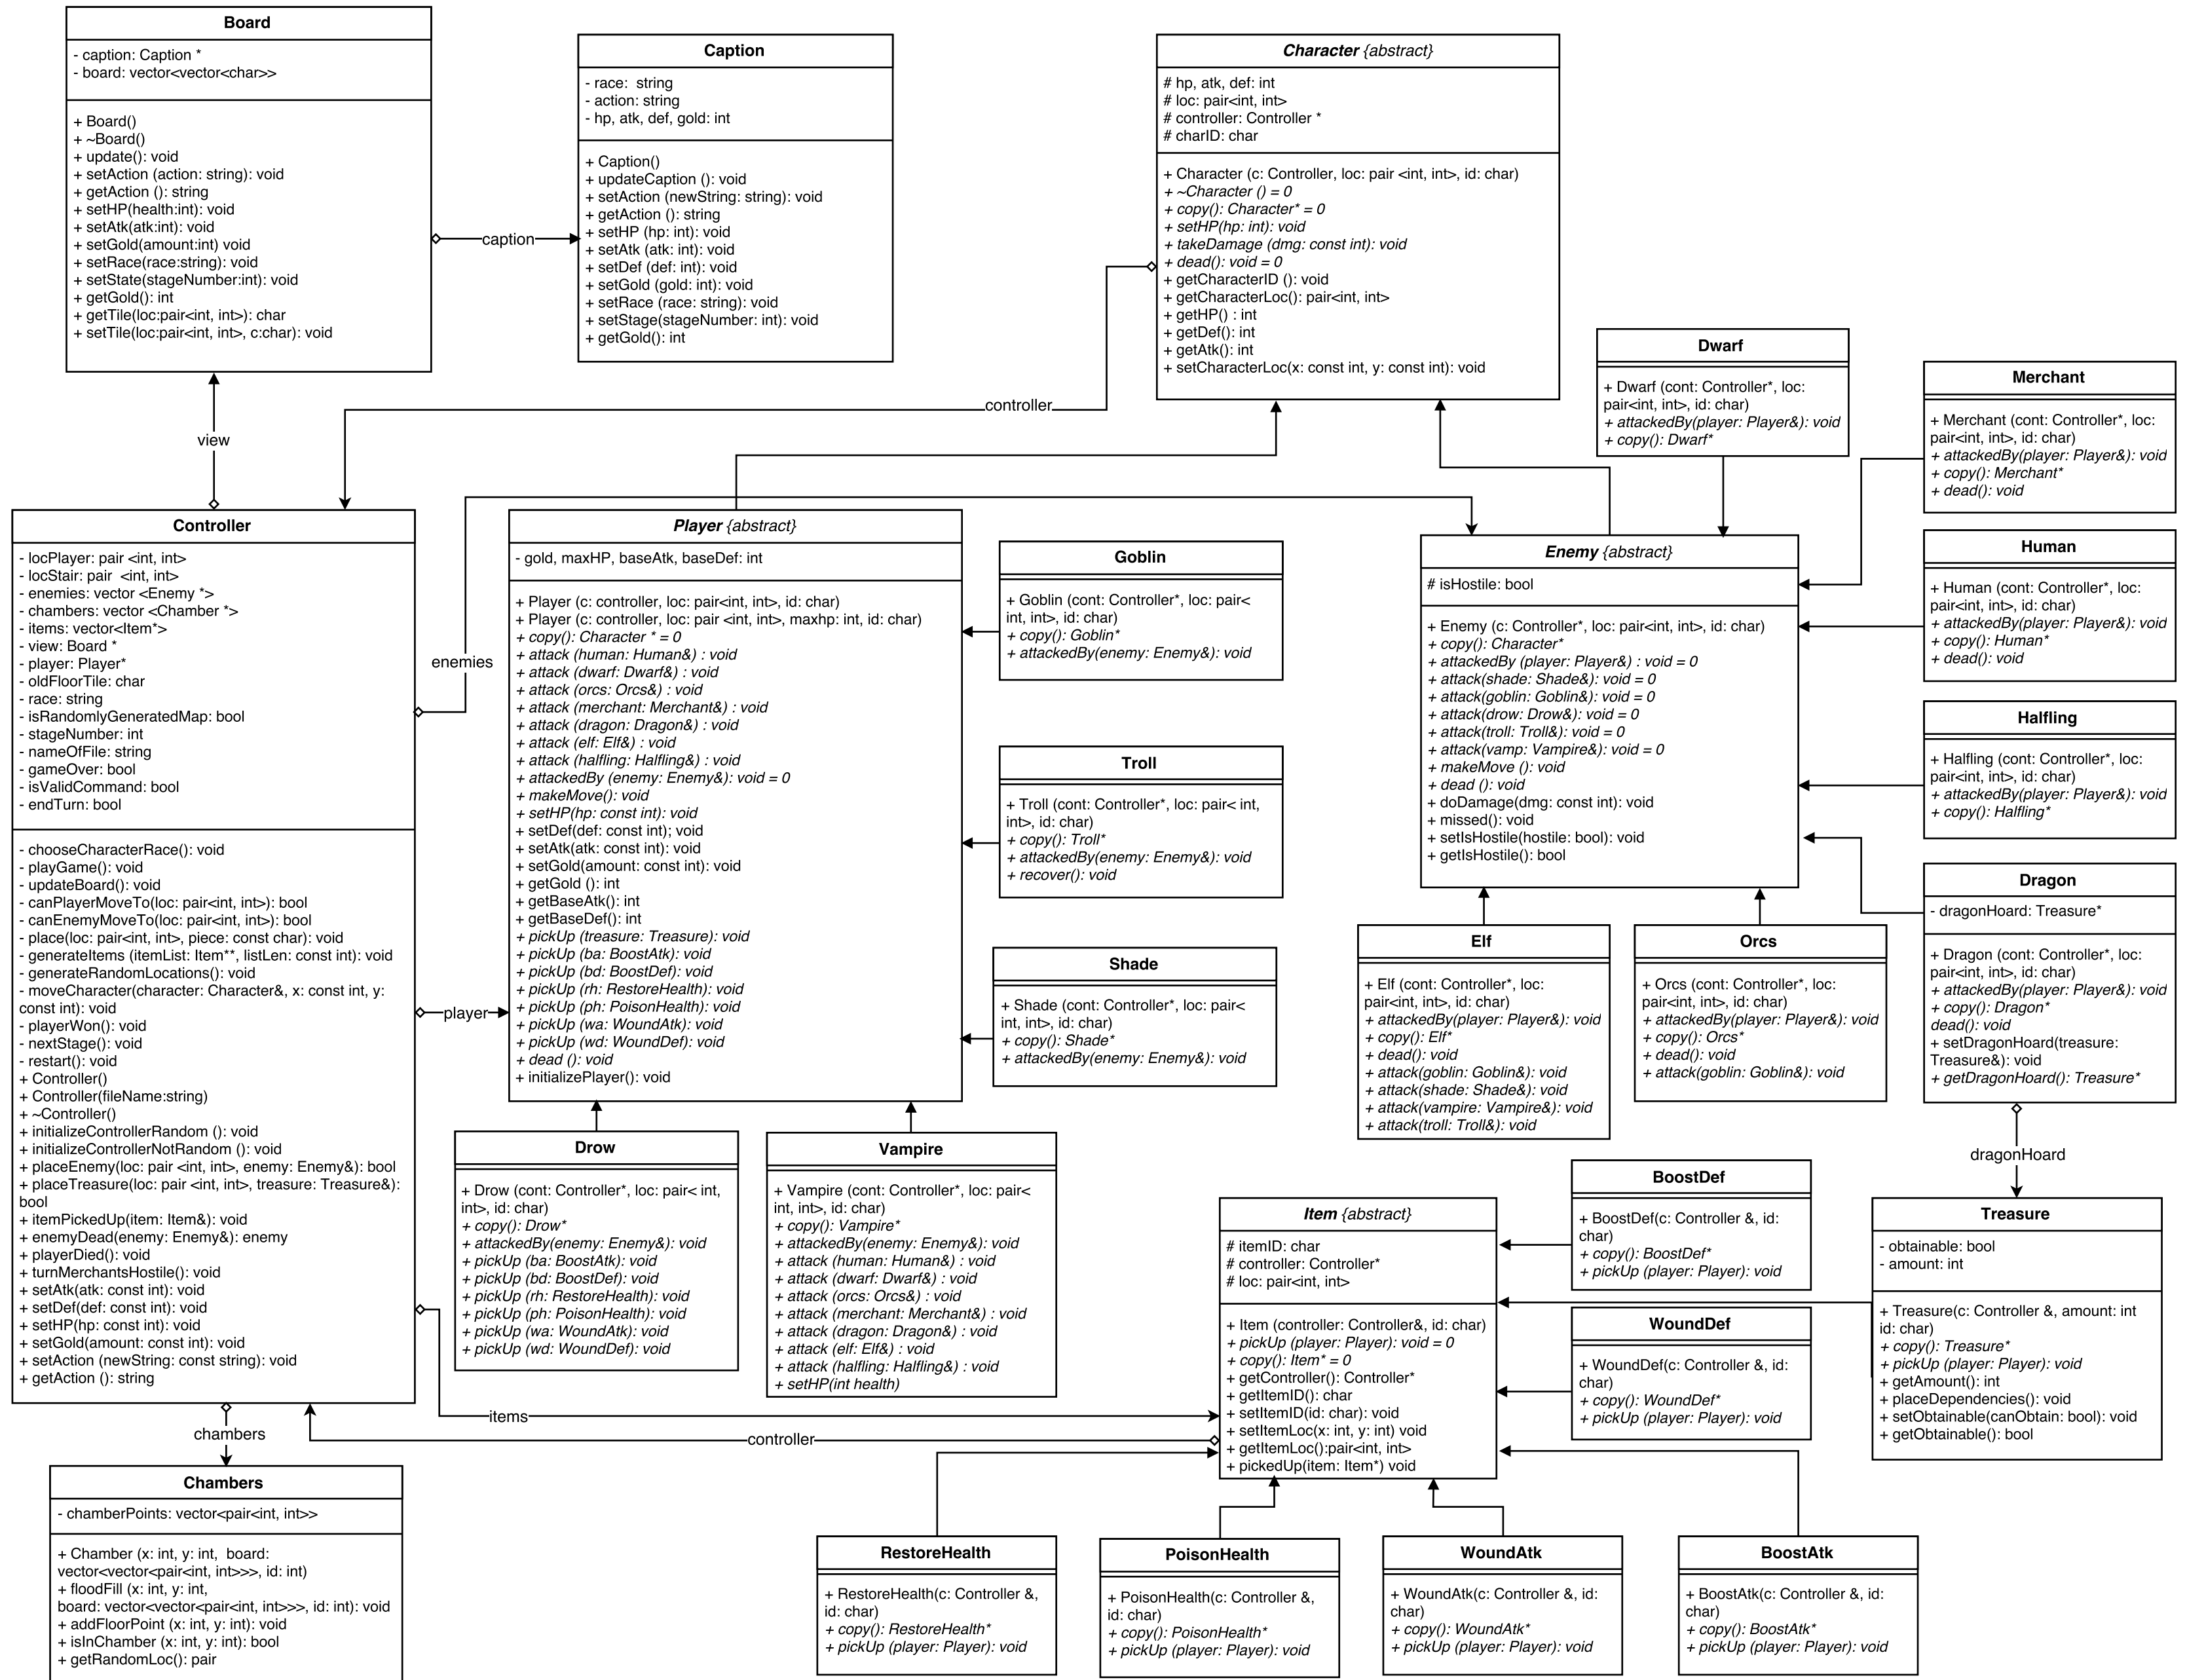 Board
- caption: Caption *
- board: vector<vector<char>>
+ Board()
+ ~Board()
+ update(): void
+ setAction (action: string): void
+ getAction (): string
+ setHP(health:int): void
+ setAtk(atk:int): void
+ setGold(amount:int) void
+ setRace(race:string): void
+ setState(stageNumber:int): void
+ getGold(): int
+ getTile(loc:pair<int, int>): char
+ setTile(loc:pair<int, int>, c:char): void
caption
Caption
- race:  string
- action: string
- hp, atk, def, gold: int
+ Caption()
+ updateCaption (): void
+ setAction (newString: string): void
+ getAction (): string
+ setHP (hp: int): void
+ setAtk (atk: int): void
+ setDef (def: int): void
+ setGold (gold: int): void
+ setRace (race: string): void
+ setStage(stageNumber: int): void
+ getGold(): int
Character {abstract}
# hp, atk, def: int
# loc: pair<int, int>
# controller: Controller *
# charID: char
+ Character (c: Controller, loc: pair <int, int>, id: char)
+ ~Character () = 0
+ copy(): Character* = 0
+ setHP(hp: int): void
+ takeDamage (dmg: const int): void
+ dead(): void = 0
+ getCharacterID (): void
+ getCharacterLoc(): pair<int, int>
+ getHP() : int
+ getDef(): int
+ getAtk(): int
+ setCharacterLoc(x: const int, y: const int): void
controller
view
Dwarf
+ Dwarf (cont: Controller*, loc:
pair<int, int>, id: char)
+ attackedBy(player: Player&): void
+ copy(): Dwarf*
Merchant
+ Merchant (cont: Controller*, loc:
pair<int, int>, id: char)
+ attackedBy(player: Player&): void
+ copy(): Merchant*
+ dead(): void
Controller
- locPlayer: pair <int, int>
- locStair: pair  <int, int>
- enemies: vector <Enemy *>
- chambers: vector <Chamber *>
- items: vector<Item*>
- view: Board *
- player: Player*
- oldFloorTile: char
- race: string
- isRandomlyGeneratedMap: bool
- stageNumber: int
- nameOfFile: string
- gameOver: bool
- isValidCommand: bool
- endTurn: bool
- chooseCharacterRace(): void
- playGame(): void
- updateBoard(): void
- canPlayerMoveTo(loc: pair<int, int>): bool
- canEnemyMoveTo(loc: pair<int, int>): bool
- place(loc: pair<int, int>, piece: const char): void
- generateItems (itemList: Item**, listLen: const int): void
- generateRandomLocations(): void
- moveCharacter(character: Character&, x: const int, y:
const int): void
- playerWon(): void
- nextStage(): void
- restart(): void
+ Controller()
+ Controller(fileName:string)
+ ~Controller()
+ initializeControllerRandom (): void
+ initializeControllerNotRandom (): void
+ placeEnemy(loc: pair <int, int>, enemy: Enemy&): bool
+ placeTreasure(loc: pair <int, int>, treasure: Treasure&):
bool
+ itemPickedUp(item: Item&): void
+ enemyDead(enemy: Enemy&): enemy
+ playerDied(): void
+ turnMerchantsHostile(): void
+ setAtk(atk: const int): void
+ setDef(def: const int): void
+ setHP(hp: const int): void
+ setGold(amount: const int): void
+ setAction (newString: const string): void
+ getAction (): string
enemies
player
items
controller
chambers
Player {abstract}
- gold, maxHP, baseAtk, baseDef: int
+ Player (c: controller, loc: pair<int, int>, id: char)
+ Player (c: controller, loc: pair <int, int>, maxhp: int, id: char)
+ copy(): Character * = 0
+ attack (human: Human&) : void
+ attack (dwarf: Dwarf&) : void
+ attack (orcs: Orcs&) : void
+ attack (merchant: Merchant&) : void
+ attack (dragon: Dragon&) : void
+ attack (elf: Elf&) : void
+ attack (halfling: Halfling&) : void
+ attackedBy (enemy: Enemy&): void = 0
+ makeMove(): void
+ setHP(hp: const int): void
+ setDef(def: const int); void
+ setAtk(atk: const int): void
+ setGold(amount: const int): void
+ getGold (): int
+ getBaseAtk(): int
+ getBaseDef(): int
+ pickUp (treasure: Treasure): void
+ pickUp (ba: BoostAtk): void
+ pickUp (bd: BoostDef): void
+ pickUp (rh: RestoreHealth): void
+ pickUp (ph: PoisonHealth): void
+ pickUp (wa: WoundAtk): void
+ pickUp (wd: WoundDef): void
+ dead (): void
+ initializePlayer(): void
Goblin
+ Goblin (cont: Controller*, loc: pair<
int, int>, id: char)
+ copy(): Goblin*
+ attackedBy(enemy: Enemy&): void
Troll
+ Troll (cont: Controller*, loc: pair< int,
int>, id: char)
+ copy(): Troll*
+ attackedBy(enemy: Enemy&): void
+ recover(): void
Shade
+ Shade (cont: Controller*, loc: pair<
int, int>, id: char)
+ copy(): Shade*
+ attackedBy(enemy: Enemy&): void
Enemy {abstract}
# isHostile: bool
+ Enemy (c: Controller*, loc: pair<int, int>, id: char)
+ copy(): Character*
+ attackedBy (player: Player&) : void = 0
+ attack(shade: Shade&): void = 0
+ attack(goblin: Goblin&): void = 0
+ attack(drow: Drow&): void = 0
+ attack(troll: Troll&): void = 0
+ attack(vamp: Vampire&): void = 0
+ makeMove (): void
+ dead (): void
+ doDamage(dmg: const int): void
+ missed(): void
+ setIsHostile(hostile: bool): void
+ getIsHostile(): bool
Human
+ Human (cont: Controller*, loc:
pair<int, int>, id: char)
+ attackedBy(player: Player&): void
+ copy(): Human*
+ dead(): void
Halfling
+ Halfling (cont: Controller*, loc:
pair<int, int>, id: char)
+ attackedBy(player: Player&): void
+ copy(): Halfling*
Dragon
- dragonHoard: Treasure*
+ Dragon (cont: Controller*, loc:
pair<int, int>, id: char)
+ attackedBy(player: Player&): void
+ copy(): Dragon*
dead(): void
+ setDragonHoard(treasure:
Treasure&): void
+ getDragonHoard(): Treasure*
dragonHoard
Elf
+ Elf (cont: Controller*, loc:
pair<int, int>, id: char)
+ attackedBy(player: Player&): void
+ copy(): Elf*
+ dead(): void
+ attack(goblin: Goblin&): void
+ attack(shade: Shade&): void
+ attack(vampire: Vampire&): void
+ attack(troll: Troll&): void
Orcs
+ Orcs (cont: Controller*, loc:
pair<int, int>, id: char)
+ attackedBy(player: Player&): void
+ copy(): Orcs*
+ dead(): void
+ attack(goblin: Goblin&): void
Drow
+ Drow (cont: Controller*, loc: pair< int,
int>, id: char)
+ copy(): Drow*
+ attackedBy(enemy: Enemy&): void
+ pickUp (ba: BoostAtk): void
+ pickUp (bd: BoostDef): void
+ pickUp (rh: RestoreHealth): void
+ pickUp (ph: PoisonHealth): void
+ pickUp (wa: WoundAtk): void
+ pickUp (wd: WoundDef): void
Vampire
+ Vampire (cont: Controller*, loc: pair<
int, int>, id: char)
+ copy(): Vampire*
+ attackedBy(enemy: Enemy&): void
+ attack (human: Human&) : void
+ attack (dwarf: Dwarf&) : void
+ attack (orcs: Orcs&) : void
+ attack (merchant: Merchant&) : void
+ attack (dragon: Dragon&) : void
+ attack (elf: Elf&) : void
+ attack (halfling: Halfling&) : void
+ setHP(int health)
Item {abstract}
# itemID: char
# controller: Controller*
# loc: pair<int, int>
+ Item (controller: Controller&, id: char)
+ pickUp (player: Player): void = 0
+ copy(): Item* = 0
+ getController(): Controller*
+ getItemID(): char
+ setItemID(id: char): void
+ setItemLoc(x: int, y: int) void
+ getItemLoc():pair<int, int>
+ pickedUp(item: Item*) void
BoostDef
+ BoostDef(c: Controller &, id:
char)
+ copy(): BoostDef*
+ pickUp (player: Player): void
WoundDef
+ WoundDef(c: Controller &, id:
char)
+ copy(): WoundDef*
+ pickUp (player: Player): void
Treasure
- obtainable: bool
- amount: int
+ Treasure(c: Controller &, amount: int
id: char)
+ copy(): Treasure*
+ pickUp (player: Player): void
+ getAmount(): int
+ placeDependencies(): void
+ setObtainable(canObtain: bool): void
+ getObtainable(): bool
Chambers
- chamberPoints: vector<pair<int, int>>
+ Chamber (x: int, y: int,  board:
vector<vector<pair<int, int>>>, id: int)
+ floodFill (x: int, y: int,
board: vector<vector<pair<int, int>>>, id: int): void
+ addFloorPoint (x: int, y: int): void
+ isInChamber (x: int, y: int): bool
+ getRandomLoc(): pair
RestoreHealth
+ RestoreHealth(c: Controller &,
id: char)
+ copy(): RestoreHealth*
+ pickUp (player: Player): void
PoisonHealth
+ PoisonHealth(c: Controller &,
id: char)
+ copy(): PoisonHealth*
+ pickUp (player: Player): void
WoundAtk
+ WoundAtk(c: Controller &, id:
char)
+ copy(): WoundAtk*
+ pickUp (player: Player): void
BoostAtk
+ BoostAtk(c: Controller &, id:
char)
+ copy(): BoostAtk*
+ pickUp (player: Player): void